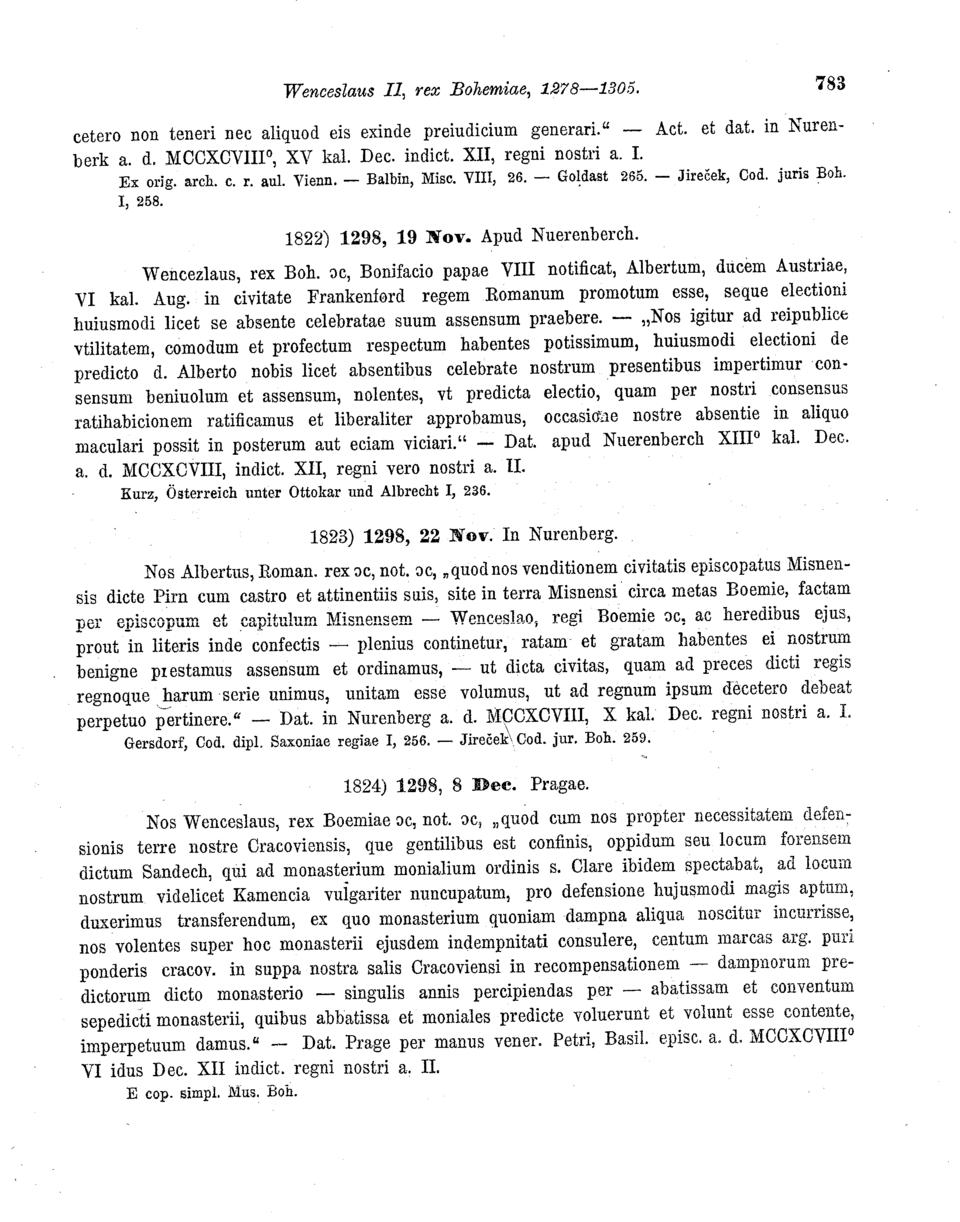 Wenceslaus II, rex Bohemiae, 1278—1305. 783
cetero non teneri nec aliquod eis exinde preiudicium generari.“ — Act. et dat. in Nuren-
berk a. d. MCCXCVIII⁰, XV kal. Dec. indict. XII, regni nostri a. I.
Ex orig. arch. c. r. aul. Vienn. — Balbin, Misc. VIII, 26. — Goldast 265. — Jireček, Cod. juris Boh.
I, 258.
1822) 1298, 19 Nov. Apud Nuerenberch.
Wencezlaus, rex Boh. ꝛc, Bonifacio papae VIII notificat, Albertum, ducem Austriae,
VI kal. Aug. in civitate Frankenford regem Romanum promotum esse, seque electioni
huiusmodi licet se absente celebratae suum assensum praebere. — „Nos igitur ad reipublice
vtilitatem, comodum et profectum respectum habentes potissimum, huiusmodi electioni de
predicto d. Alberto nobis licet absentibus celebrate nostrum presentibus impertimur con-
sensum beniuolum et assensum, nolentes, vt predicta electio, quam per nostri consensus
ratihabicionem ratificamus et liberaliter approbamus, occasione nostre absentie in aliquo
maculari possit in posterum aut eciam viciari.“ — Dat. apud Nuerenberch XIII⁰ kal. Dec.
a. d. MCCXCVIII, indict. XII, regni vero nostri a. II.
Kurz, Österreich unter Ottokar und Albrecht I, 236.
1823) 1298, 22 Nov. In Nurenberg.
Nos Albertus, Roman. rex ꝛc, not. ꝛc, „quod nos venditionem civitatis episcopatus Misnen-
sis dicte Pirn cum castro et attinentiis suis, site in terra Misnensi circa metas Boemie, factam
per episcopum et capitulum Misnensem — Wenceslao, regi Boemie ꝛc, ac heredibus ejus,
prout in literis inde confectis — plenius continetur, ratam et gratam habentes ei nostrum
benigne prestamus assensum et ordinamus, — ut dicta civitas, quam ad preces dicti regis
regnoque harum serie unimus, unitam esse volumus, ut ad regnum ipsum decetero debeat
perpetuo pertinere.“ — Dat. in Nurenberg a. d. MCCXCVIII, X kal. Dec. regni nostri a. I.
Gersdorf, Cod. dipl. Saxoniae regiae I, 256. — Jireček Cod. jur. Boh. 259.
1824) 1298, 8 Dec. Pragae.
Nos Wenceslaus, rex Boemiae ꝛc, not. ꝛc, „quod cum nos propter necessitatem defen-
sionis terre nostre Cracoviensis, que gentilibus est confinis, oppidum seu locum forensem
dictum Sandech, qui ad monasterium monialium ordinis s. Clare ibidem spectabat, ad locum
nostrum videlicet Kamencia vulgariter nuncupatum, pro defensione hujusmodi magis aptum,
duxerimus transferendum, ex quo monasterium quoniam dampna aliqua noscitur incurrisse,
nos volentes super hoc monasterii ejusdem indempnitati consulere, centum marcas arg. puri
ponderis cracov. in suppa nostra salis Cracoviensi in recompensationem — dampnorum pre-
dictorum dicto monasterio — singulis annis percipiendas per — abatissam et conventum
sepedicti monasterii, quibus abbatissa et moniales predicte voluerunt et volunt esse contente,
imperpetuum damus.“ — Dat. Prage per manus vener. Petri, Basil. episc. a. d. MCCXCVIII⁰
VI idus Dec. XII indict. regni nostri a. II.
E cop. simpl. Mus. Boh.